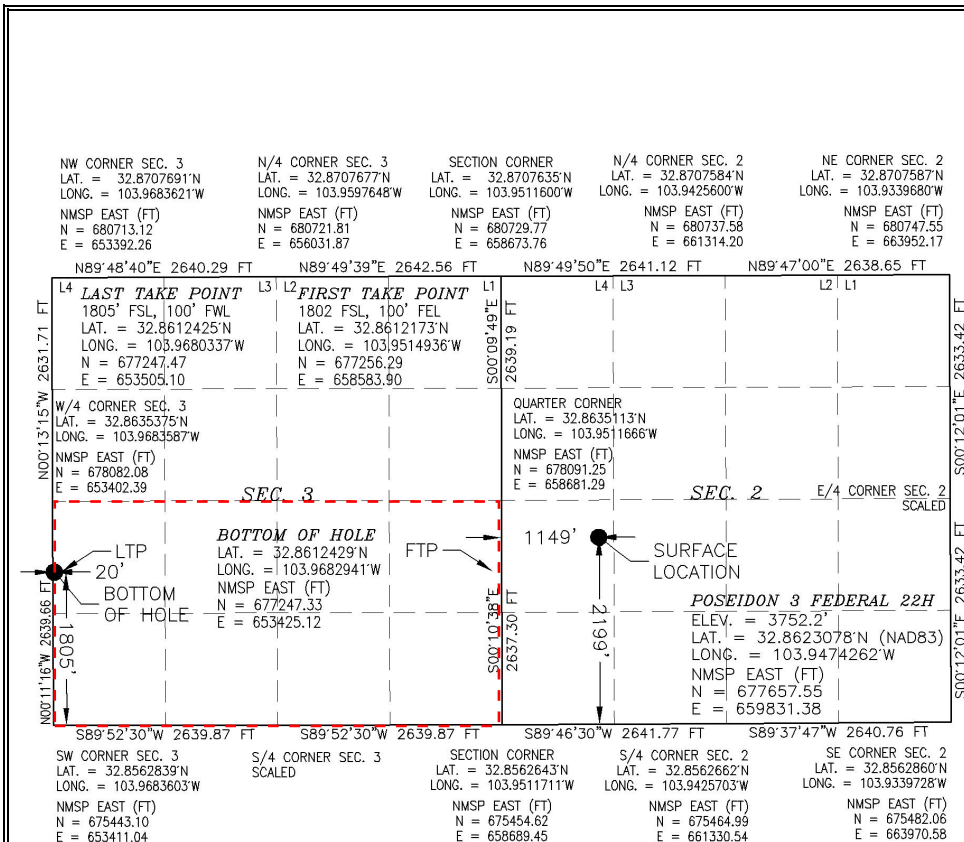 NW CORNER SEC. 3
LAT. = 32.8707691'N
LONG. = 103.9683621'W
NMSP EAST (FT)
N = 680713.12
E = 653392.26
N/4 CORNER SEC. 3
LAT. = 32.8707677'N
LONG. = 103.9597648'W
NMSP EAST (FT)
N = 680721.81
E = 656031.87
SECTION CORNER
LAT. = 32.8707635'N
LONG. = 103.9511600'W
NMSP EAST (FT)
N = 680729.77
E = 658673.76
N/4 CORNER SEC. 2
LAT. = 32.8707584'N
LONG. = 103.9425600'W
NMSP EAST (FT)
N = 680737.58
E = 661314.20
NE CORNER SEC. 2
LAT. = 32.8707587'N
LONG. = 103.9339680'W
NMSP EAST (FT)
N = 680747.55
E = 663952.17
N89°48'40"E 2640.29 FT
N89°49'39"E 2642.56 FT
N89°49'50"E 2641.12 FT
N89°47'00"E 2638.65 FT
L4
L3
L2
L1
L4
L3
L2
L1
LAST TAKE POINT
1805' FSL, 100' FWL
LAT. = 32.8612425'N
LONG. = 103.9680337'W
N = 677247.47
E = 653505.10
FIRST TAKE POINT
1802 FSL, 100' FEL
LAT. = 32.8612173'N
LONG. = 103.9514936'W
N = 677256.29
E = 658583.90
N00°13'15"W 2631.71 FT
S00°09'49"E
2639.19 FT
S00°12'01"E 2633.42 FT
W/4 CORNER SEC. 3
LAT. = 32.8635375'N
LONG. = 103.9683587'W
NMSP EAST (FT)
N = 678082.08
E = 653402.39
QUARTER CORNER
LAT. = 32.8635113'N
LONG. = 103.9511666'W
NMSP EAST (FT)
N = 678091.25
E = 658681.29
SEC. 3
SEC. 2
E/4 CORNER SEC. 2
SCALED
BOTTOM OF HOLE
LAT. = 32.8612429'N
LONG. = 103.9682941'W
NMSP EAST (FT)
N = 677247.33
E = 653425.12
LTP
20'
BOTTOM
OF HOLE
1805'
FTP
1149'
SURFACE
LOCATION
2199'
POSEIDON 3 FEDERAL 22H
ELEV. = 3752.2'
LAT. = 32.8623078'N (NAD83)
LONG. = 103.9474262'W
NMSP EAST (FT)
N = 677657.55
E = 659831.38
N00°11'16"W 2639.66 FT
S00°10'38"E
2637.30 FT
S00°12'01"E 2633.42 FT
S89°52'30"W 2639.87 FT
S89°52'30"W 2639.87 FT
S89°46'30"W 2641.77 FT
S89°37'47"W 2640.76 FT
SW CORNER SEC. 3
LAT. = 32.8562839'N
LONG. = 103.9683603'W
NMSP EAST (FT)
N = 675443.10
E = 653411.04
S/4 CORNER SEC. 3
SCALED
SECTION CORNER
LAT. = 32.8562643'N
LONG. = 103.9511711'W
NMSP EAST (FT)
N = 675454.62
E = 658689.45
S/4 CORNER SEC. 2
LAT. = 32.8562662'N
LONG. = 103.9425703'W
NMSP EAST (FT)
N = 675464.99
E = 661330.54
SE CORNER SEC. 2
LAT. = 32.8562860'N
LONG. = 103.9339728'W
NMSP EAST (FT)
N = 675482.06
E = 663970.58